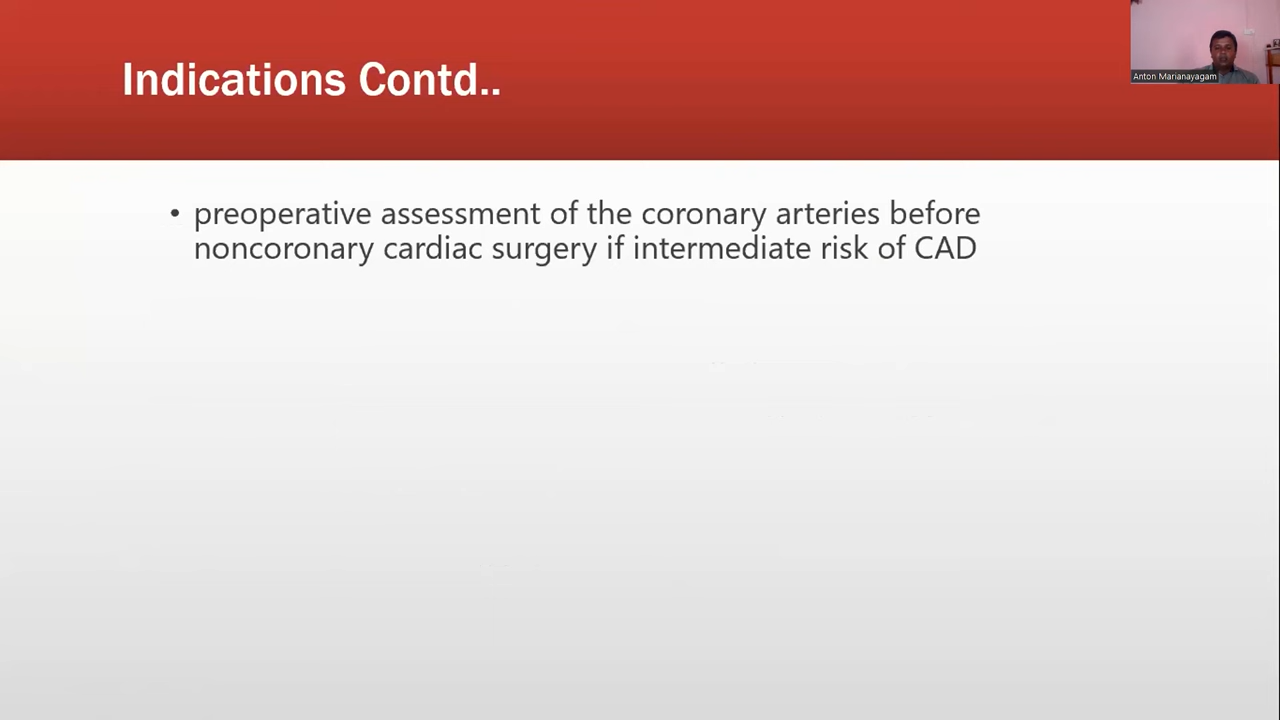 Indications Contd..
Anton Marianayagam
• preoperative assessment of the coronary arteries before
noncoronary cardiac surgery if intermediate risk of CAD